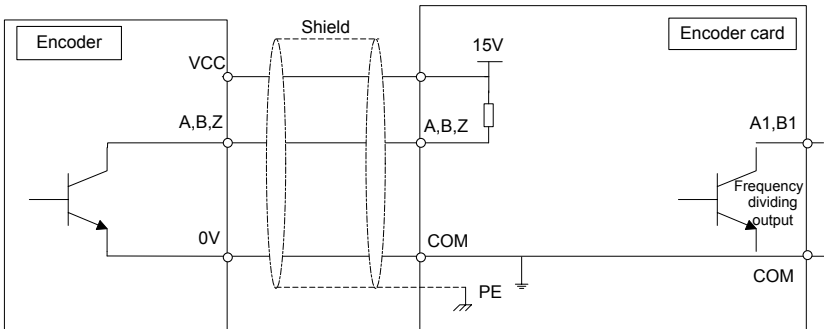 Encoder
Shield
15V
Encoder card
VCC
A,B,Z
A,B,Z
A1,B1
Frequency
dividing
output
0V
COM
COM
PE